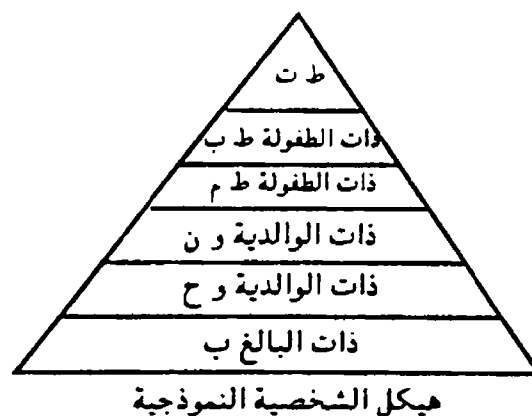 ط ت
ذات الطفولة ط ب
ذات الطفولة ط م
ذات الوالدية و ن
ذات الوالدية و ح
ذات البالغ ب
هيكل الشخصية النموذجية